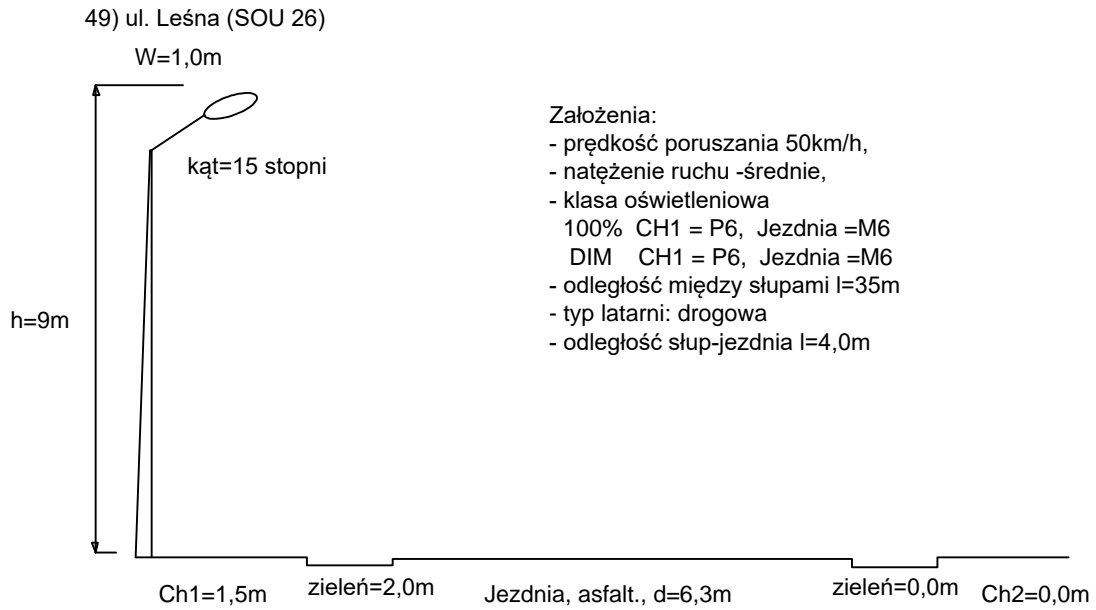 49) ul. Leśna (SOU 26)
W=1,0m
kąt=15 stopni
h=9m
Założenia:
- prędkość poruszania 50km/h,
- natężenie ruchu -średnie,
- klasa oświetleniowa
100% CH1 = P6, Jezdnia =M6
DIM CH1 = P6, Jezdnia =M6
- odległość między słupami l=35m
- typ latarni: drogowa
- odległość słup-jezdnia l=4,0m
Ch1=1,5m zieleń=2,0m Jezdnia, asfalt., d=6,3m zieleń=0,0m Ch2=0,0m